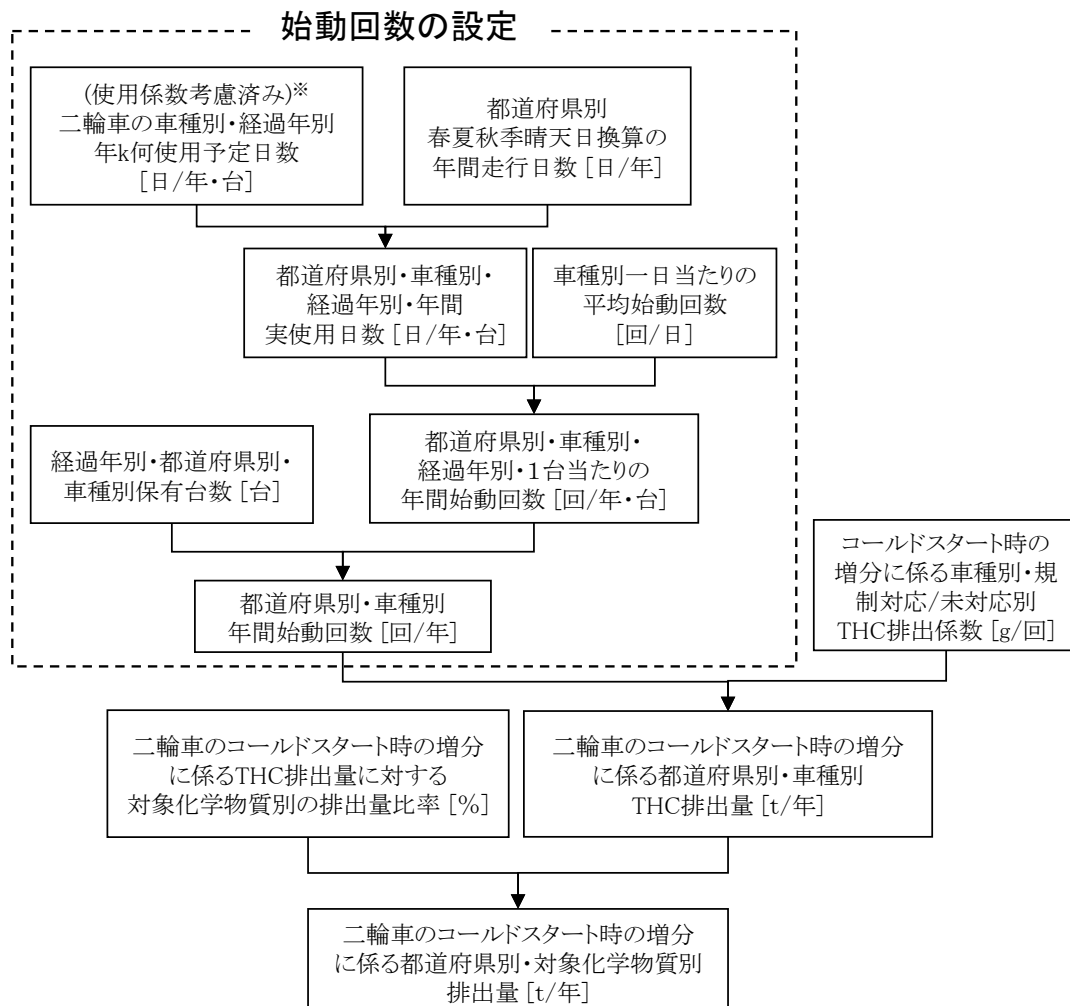 始動回数の設定
(使用係数考慮済み)※
二輪車の車種別・経過年別
年k何使用予定日数
[日/年・台]
都道府県別
春夏秋季晴天日換算の
年間走行日数[日/年]
都道府県別・車種別・
経過年別・年間
実使用日数[日/年・台]
車種別一日当たりの
平均始動回数
[回/日]
経過年別・都道府県別・
車種別保有台数[台]
都道府県別・車種別・
経過年別・1台当たりの
年間始動回数[回/年・台]
コールドスタート時の
増分に係る車種別・規
制対応/未対応別
THC排出係数[g/回]
都道府県別・車種別
年間始動回数[回/年]
二輪車のコールドスタート時の増分
に係るTHC排出量に対する
対象化学物質別の排出量比率[%]
二輪車のコールドスタート時の増分
に係る都道府県別・車種別
THC排出量[t/年]
二輪車のコールドスタート時の増分
に係る都道府県別・対象化学物質別
排出量[t/年]